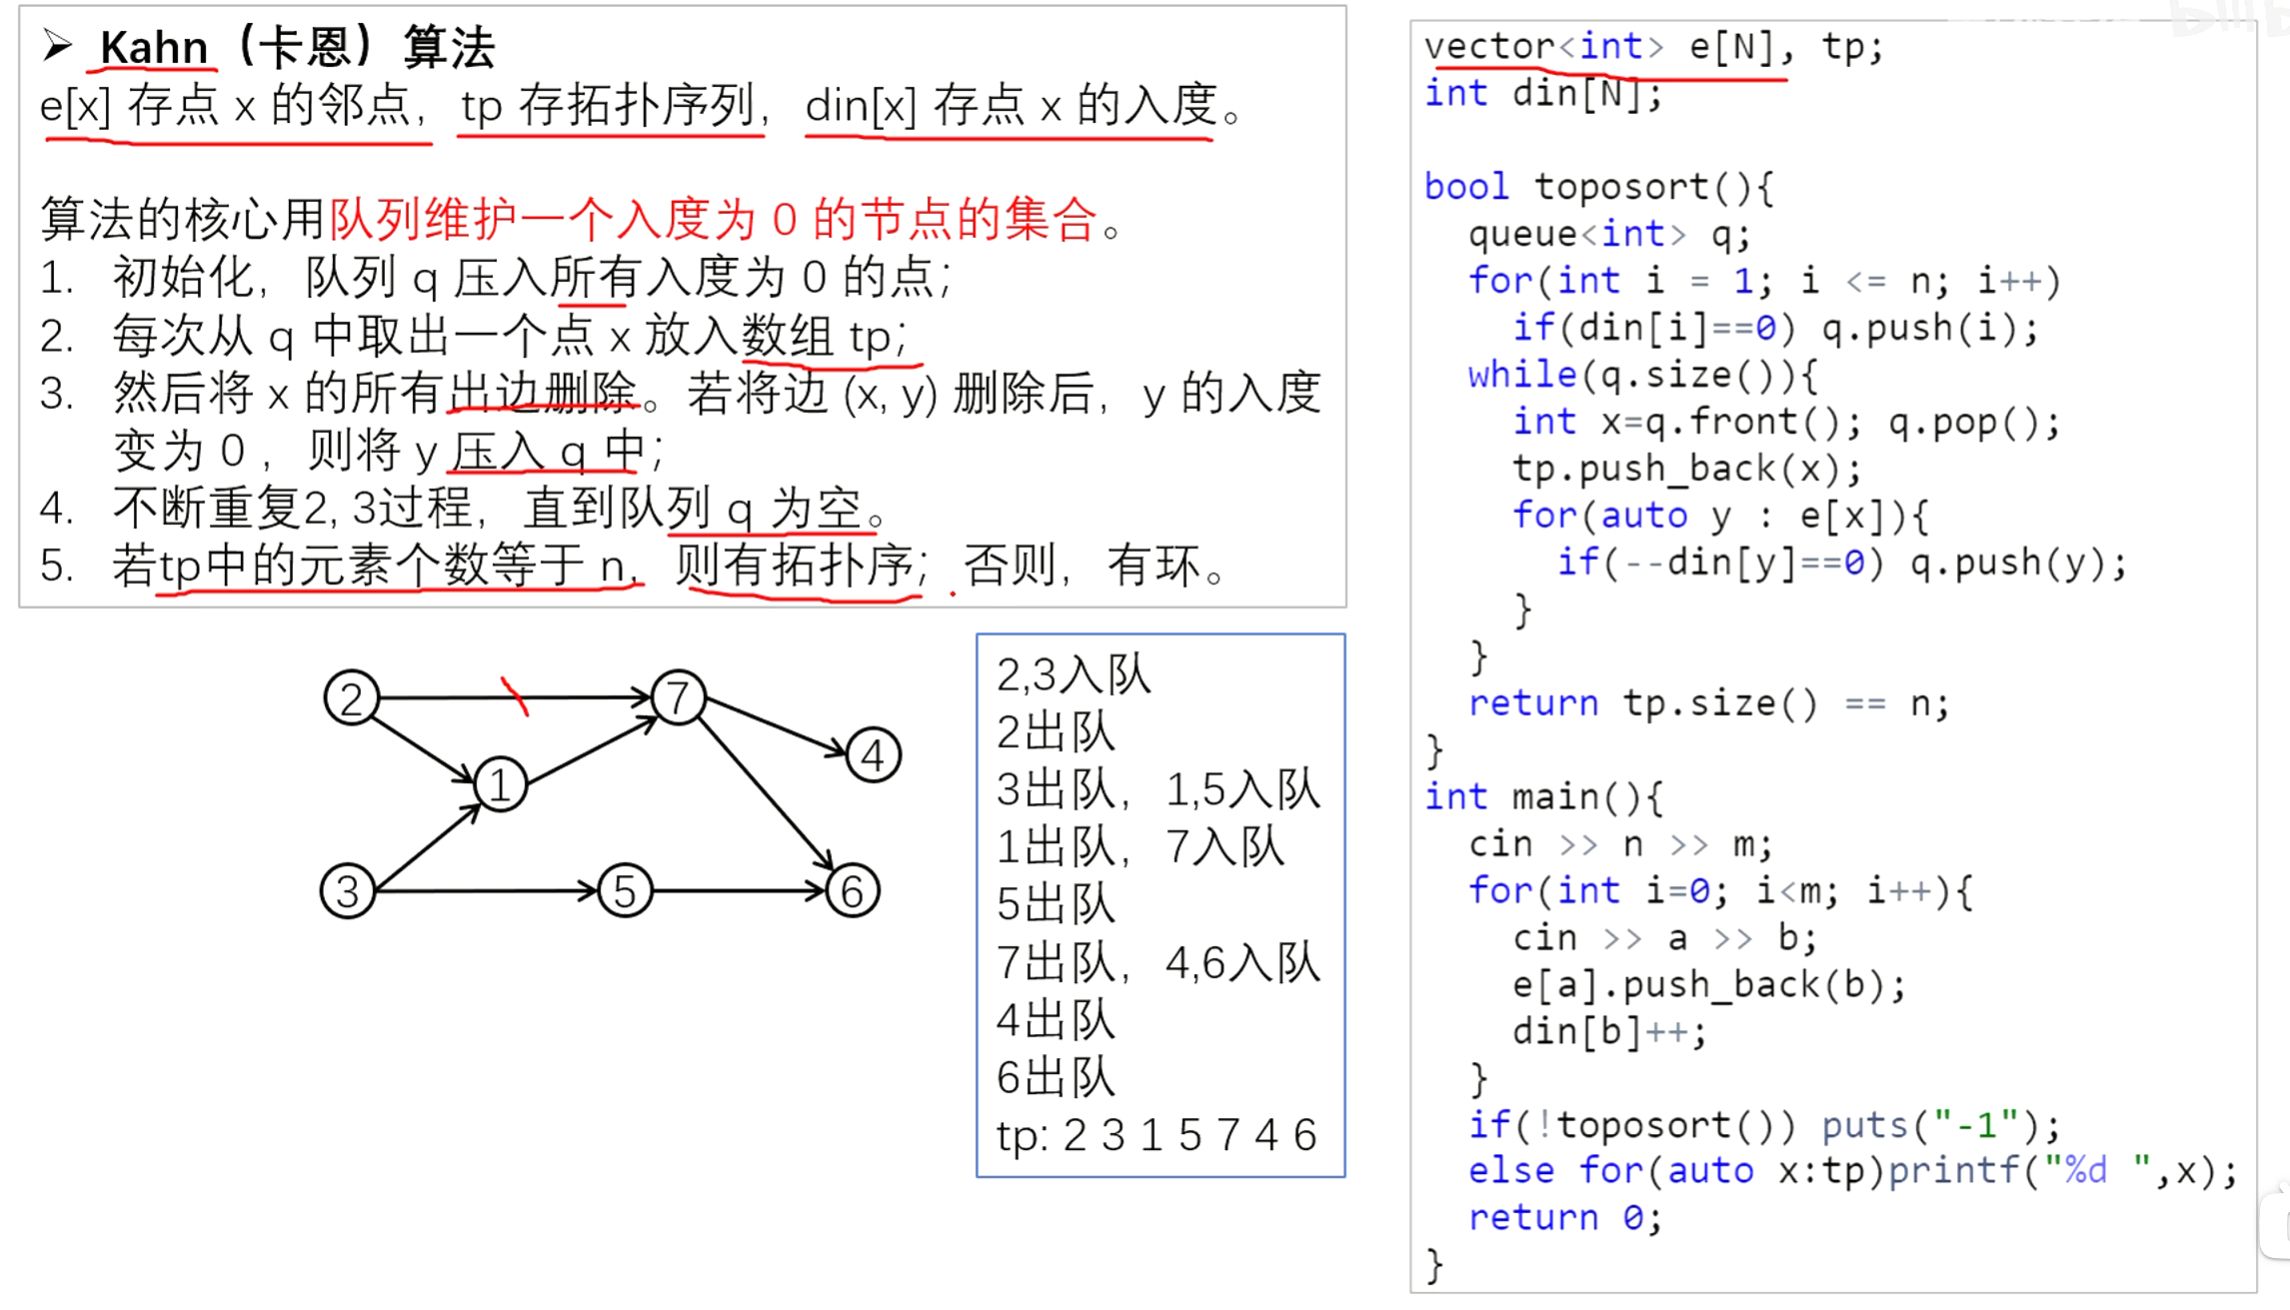 ➢ Kahn（卡恩）算法
e[x] 存点 x 的邻点，tp 存拓扑序列，din[x] 存点 x 的入度。
算法的核心用队列维护一个入度为 0 的节点的集合。
1. 初始化，队列 q 压入所有入度为 0 的点；
2. 每次从 q 中取出一个点 x 放入数组 tp；
3. 然后将 x 的所有出边删除。若将边 (x, y) 删除后，y 的入度
变为 0 ，则将 y 压入 q 中；
4. 不断重复2, 3过程，直到队列 q 为空。
5. 若tp中的元素个数等于 n，则有拓扑序；否则，有环。
2
7
4
1
3
5
6
2,3入队
2出队
3出队，1,5入队
1出队，7入队
5出队
7出队，4,6入队
4出队
6出队
tp: 2 3 1 5 7 4 6
vector<int> e[N], tp;
int din[N];
bool toposort(){
queue<int> q;
for(int i = 1; i <= n; i++)
if(din[i]==0) q.push(i);
while(q.size()){
int x=q.front(); q.pop();
tp.push_back(x);
for(auto y : e[x]){
if(--din[y]==0) q.push(y);
}
}
return tp.size() == n;
}
int main(){
cin >> n >> m;
for(int i=0; i<m; i++){
cin >> a >> b;
e[a].push_back(b);
din[b]++;
}
if(!toposort()) puts("-1");
else for(auto x:tp)printf("%d ",x);
return 0;
}